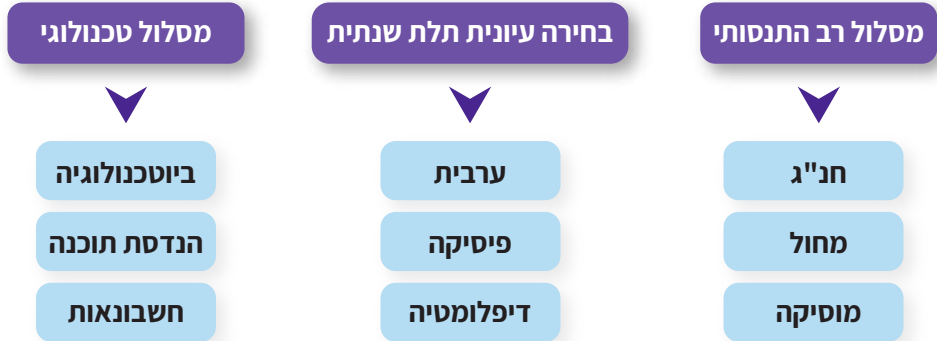 מסלול רב התנסותי
בחירה עיונית תלת שנתית
מסלול טכנולוגי
חנ"ג
ערבית
ביוטכנולוגיה
מחול
פיסיקה
הנדסת תוכנה
מוסיקה
דיפלומטיה
חשבונאות